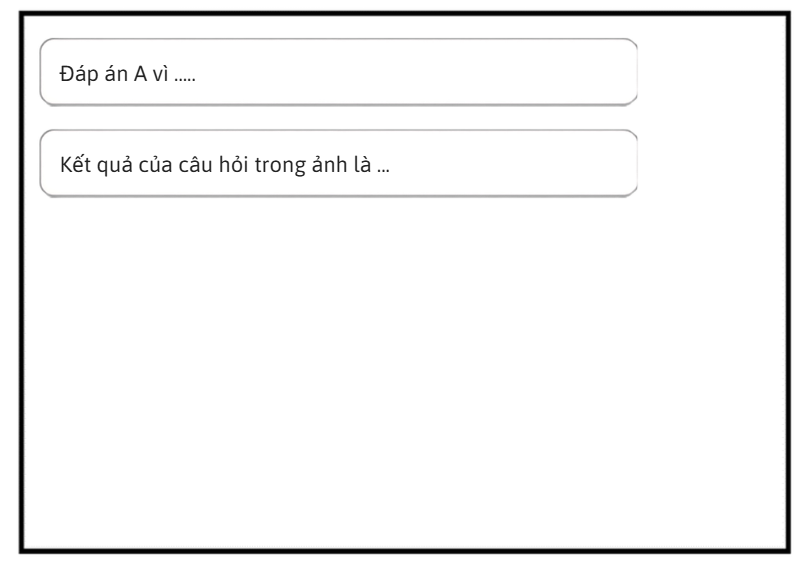 Đáp án A vì .....
Kết quả của câu hỏi trong ảnh là ...